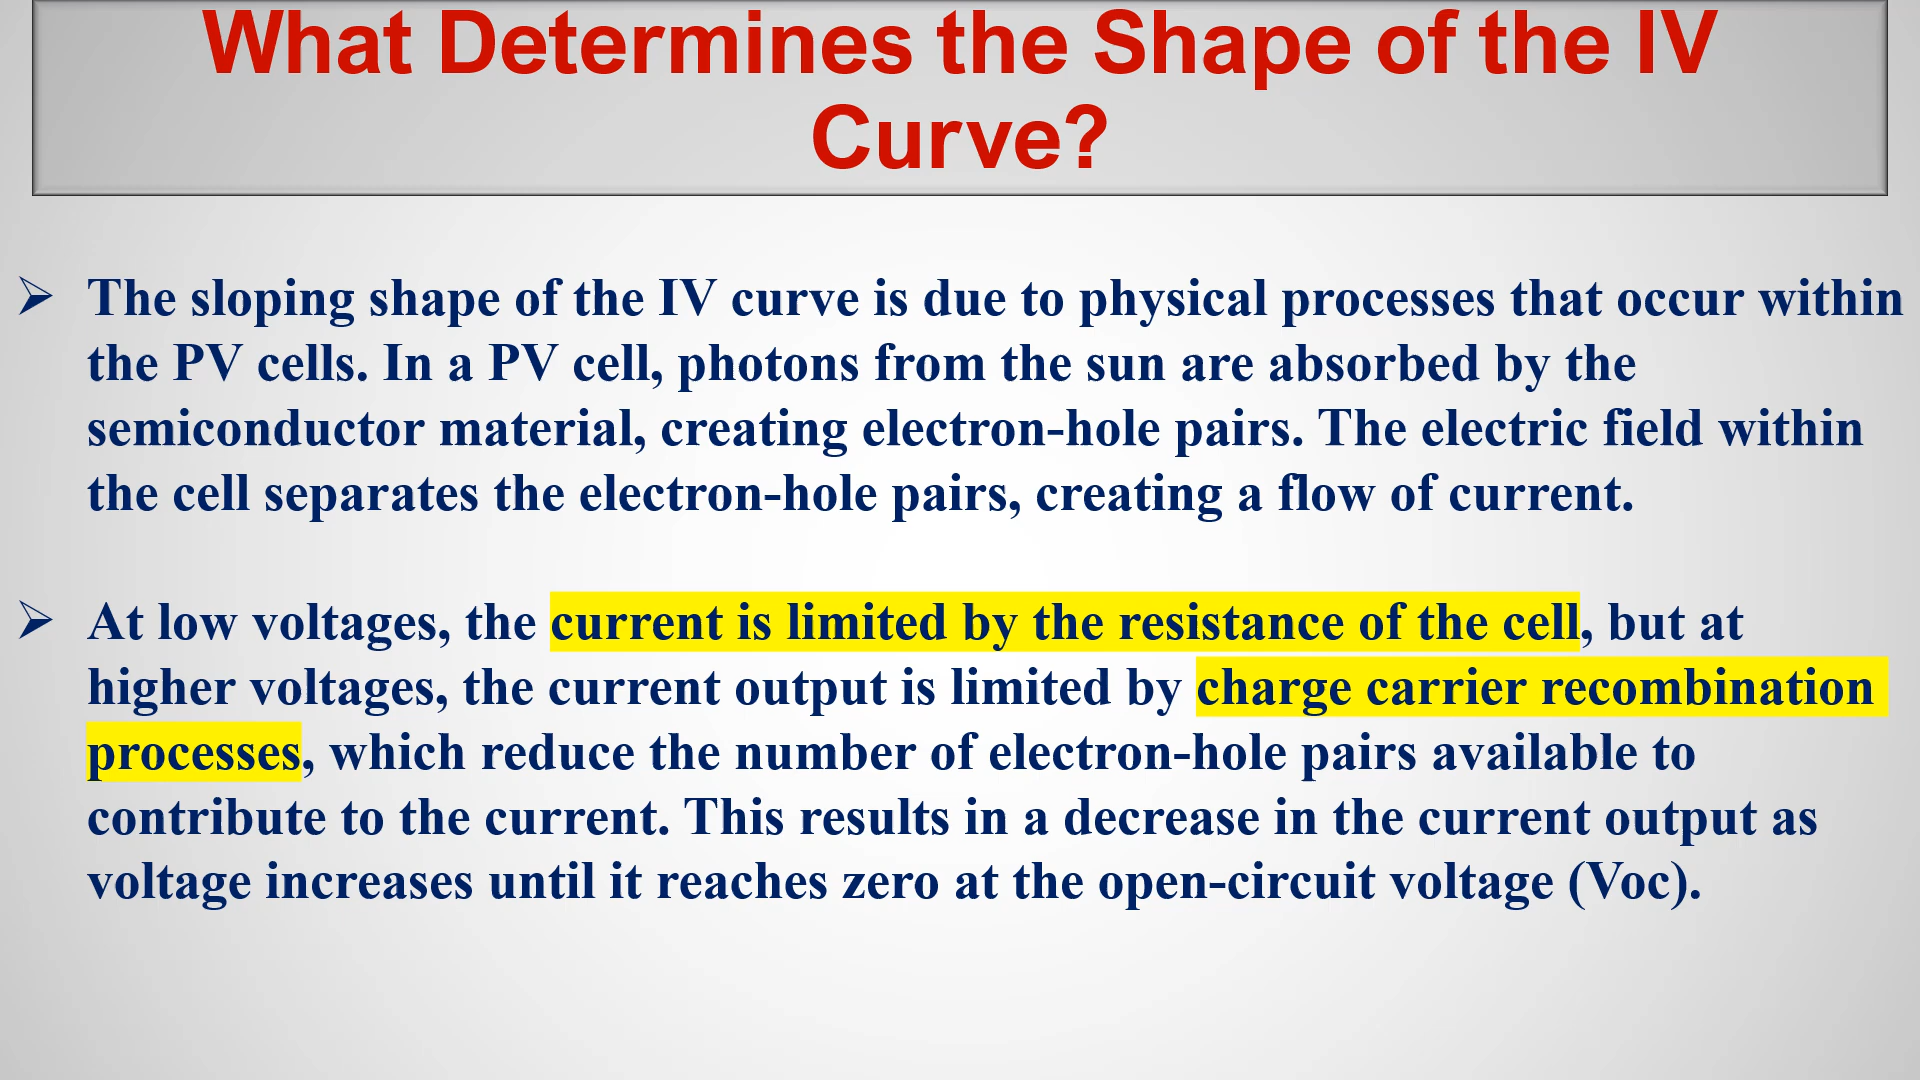 What Determines the Shape of the IV
Curve?
➢ The sloping shape of the IV curve is due to physical processes that occur within
the PV cells. In a PV cell, photons from the sun are absorbed by the
semiconductor material, creating electron-hole pairs. The electric field within
the cell separates the electron-hole pairs, creating a flow of current.
➢ At low voltages, the current is limited by the resistance of the cell, but at
higher voltages, the current output is limited by charge carrier recombination
processes, which reduce the number of electron-hole pairs available to
contribute to the current. This results in a decrease in the current output as
voltage increases until it reaches zero at the open-circuit voltage (Voc).